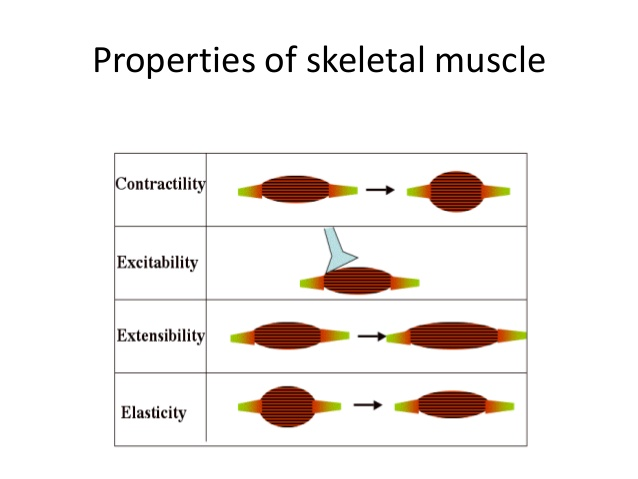 Properties of skeletal muscle
Contractility
Excitability
Extensibility
Elasticity